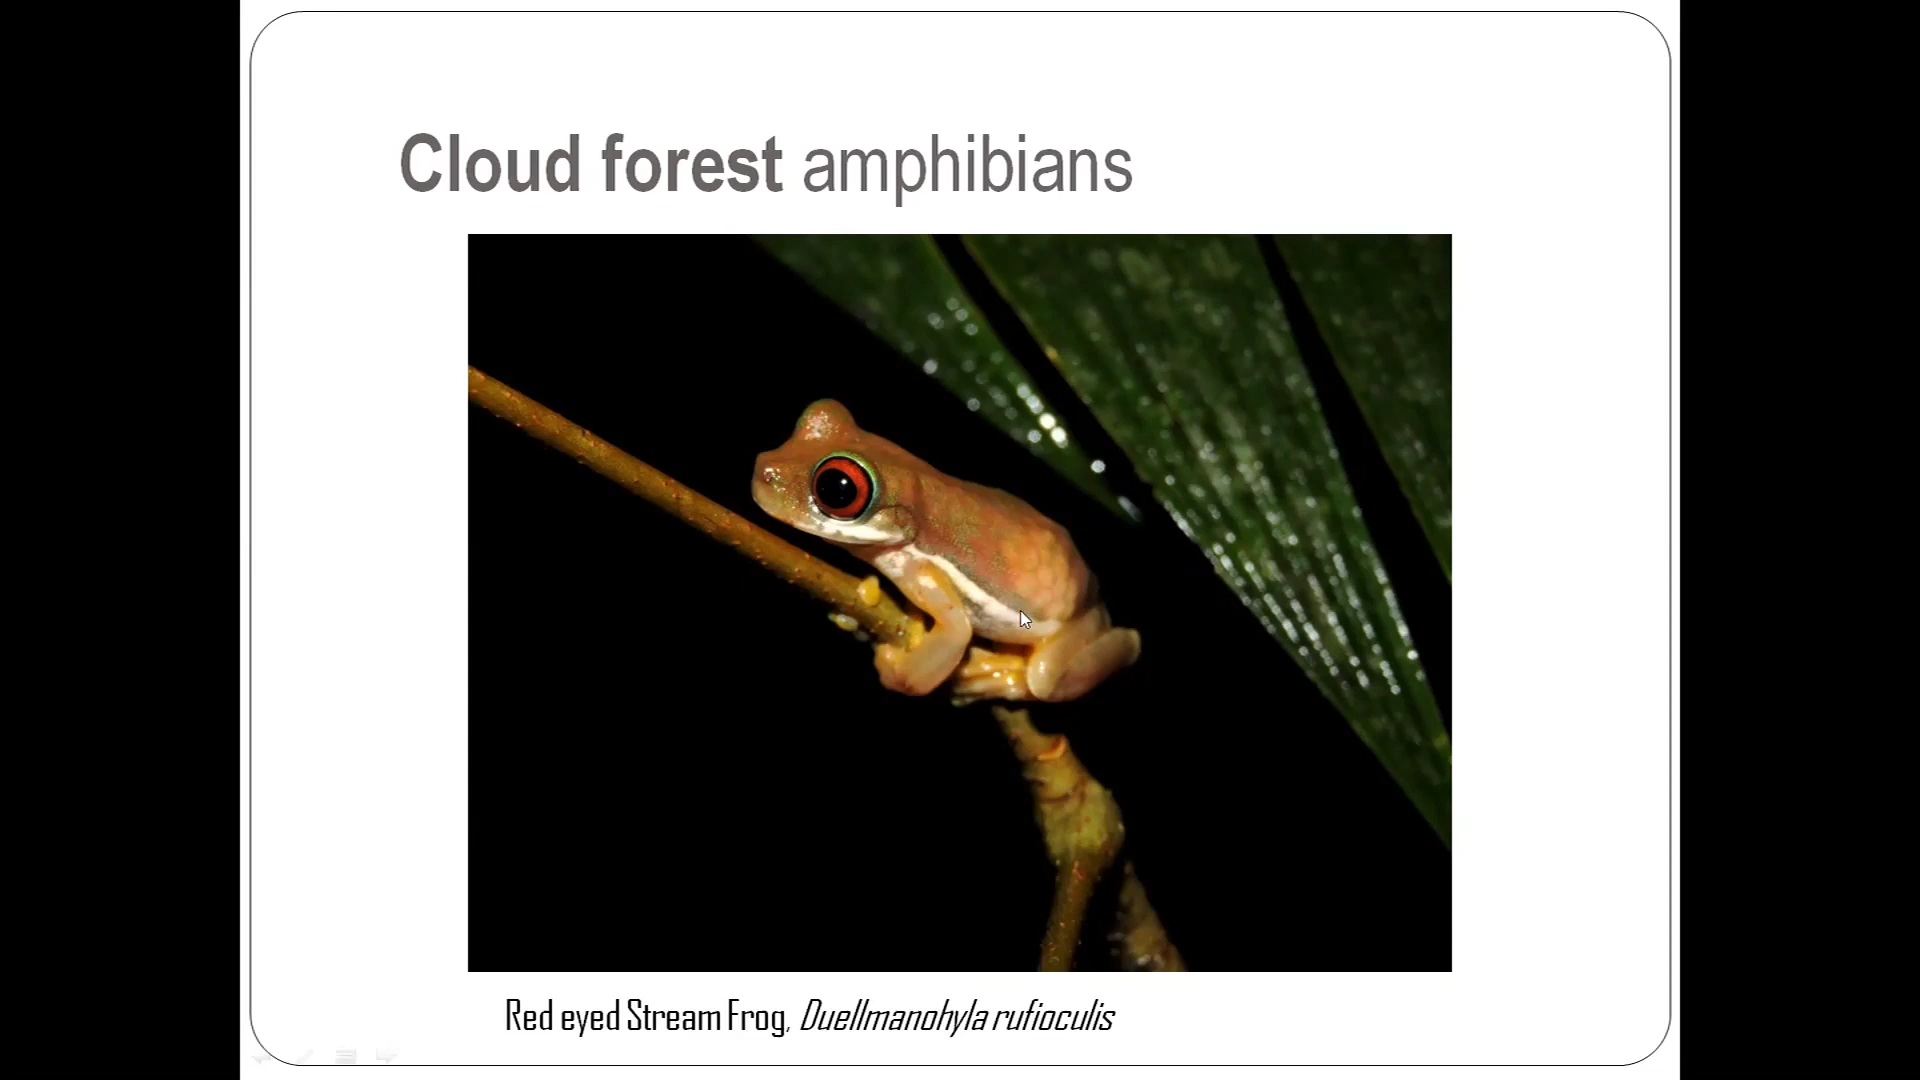 Cloud forest amphibians
Red eyed Stream Frog, Duellmanohyla rufioculis